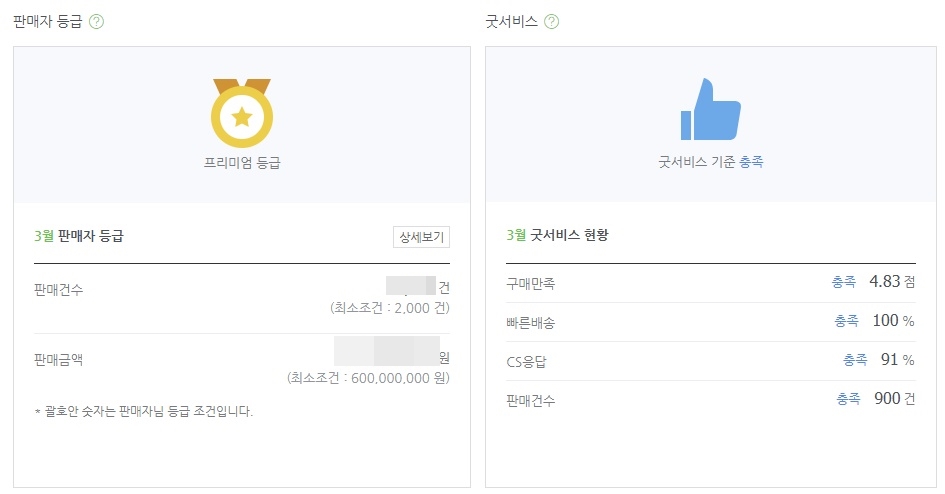 판매자 등급 ?
프리미엄 등급
3월 판매자 등급 상세보기
판매건수 건
(최소조건 : 2,000 건)
판매금액 원
(최소조건 : 600,000,000 원)
* 괄호안 숫자는 판매자님 등급 조건입니다.
굿서비스 ?
굿서비스 기준 충족
3월 굿서비스 현황
구매만족 충족 4.83 점
빠른배송 충족 100 %
CS응답 충족 91 %
판매건수 충족 900 건